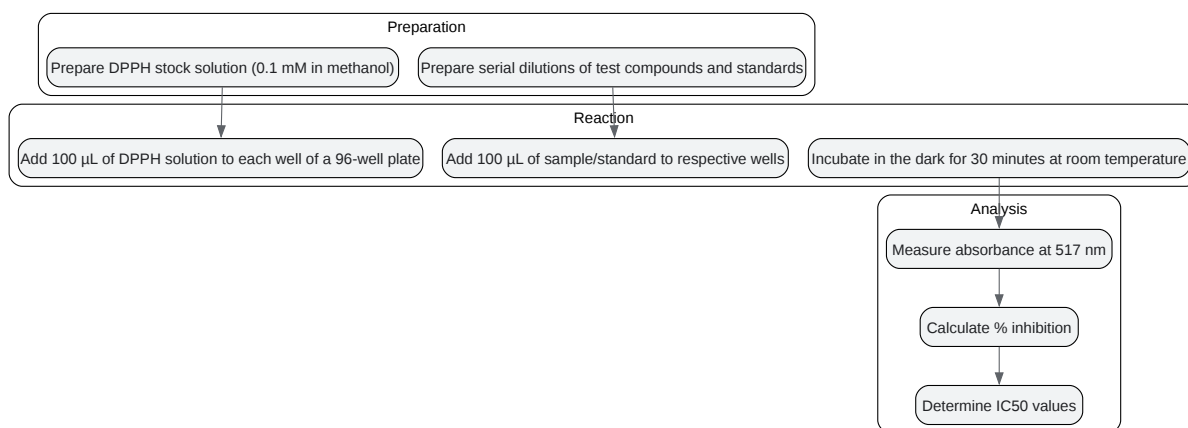 Preparation
Prepare DPPH stock solution (0.1 mM in methanol)
Prepare serial dilutions of test compounds and standards
Reaction
Add 100 µL of DPPH solution to each well of a 96-well plate
Add 100 µL of sample/standard to respective wells
Incubate in the dark for 30 minutes at room temperature
Analysis
Measure absorbance at 517 nm
Calculate % inhibition
Determine IC50 values